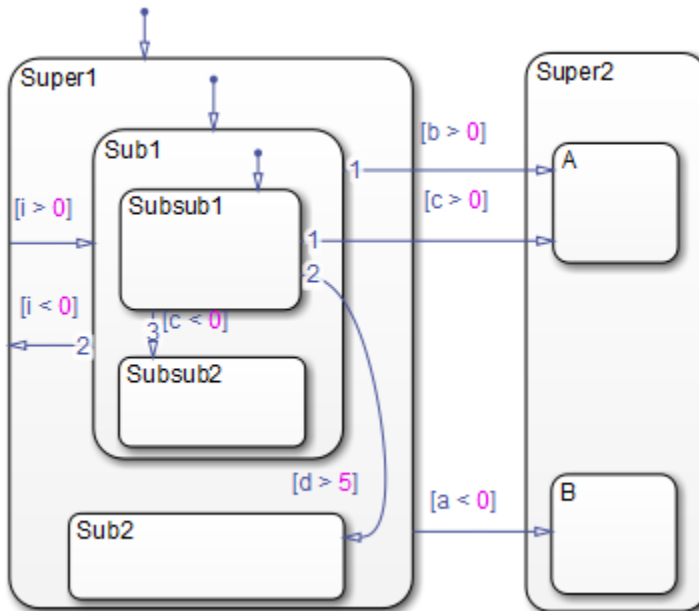 Super1
Super2
Sub1
[b > 0]
A
1
Subsub1
[c > 0]
[i > 0]
1
2
[i < 0]
[c < 0]
3
2
Subsub2
[d > 5]
[a < 0]
B
Sub2